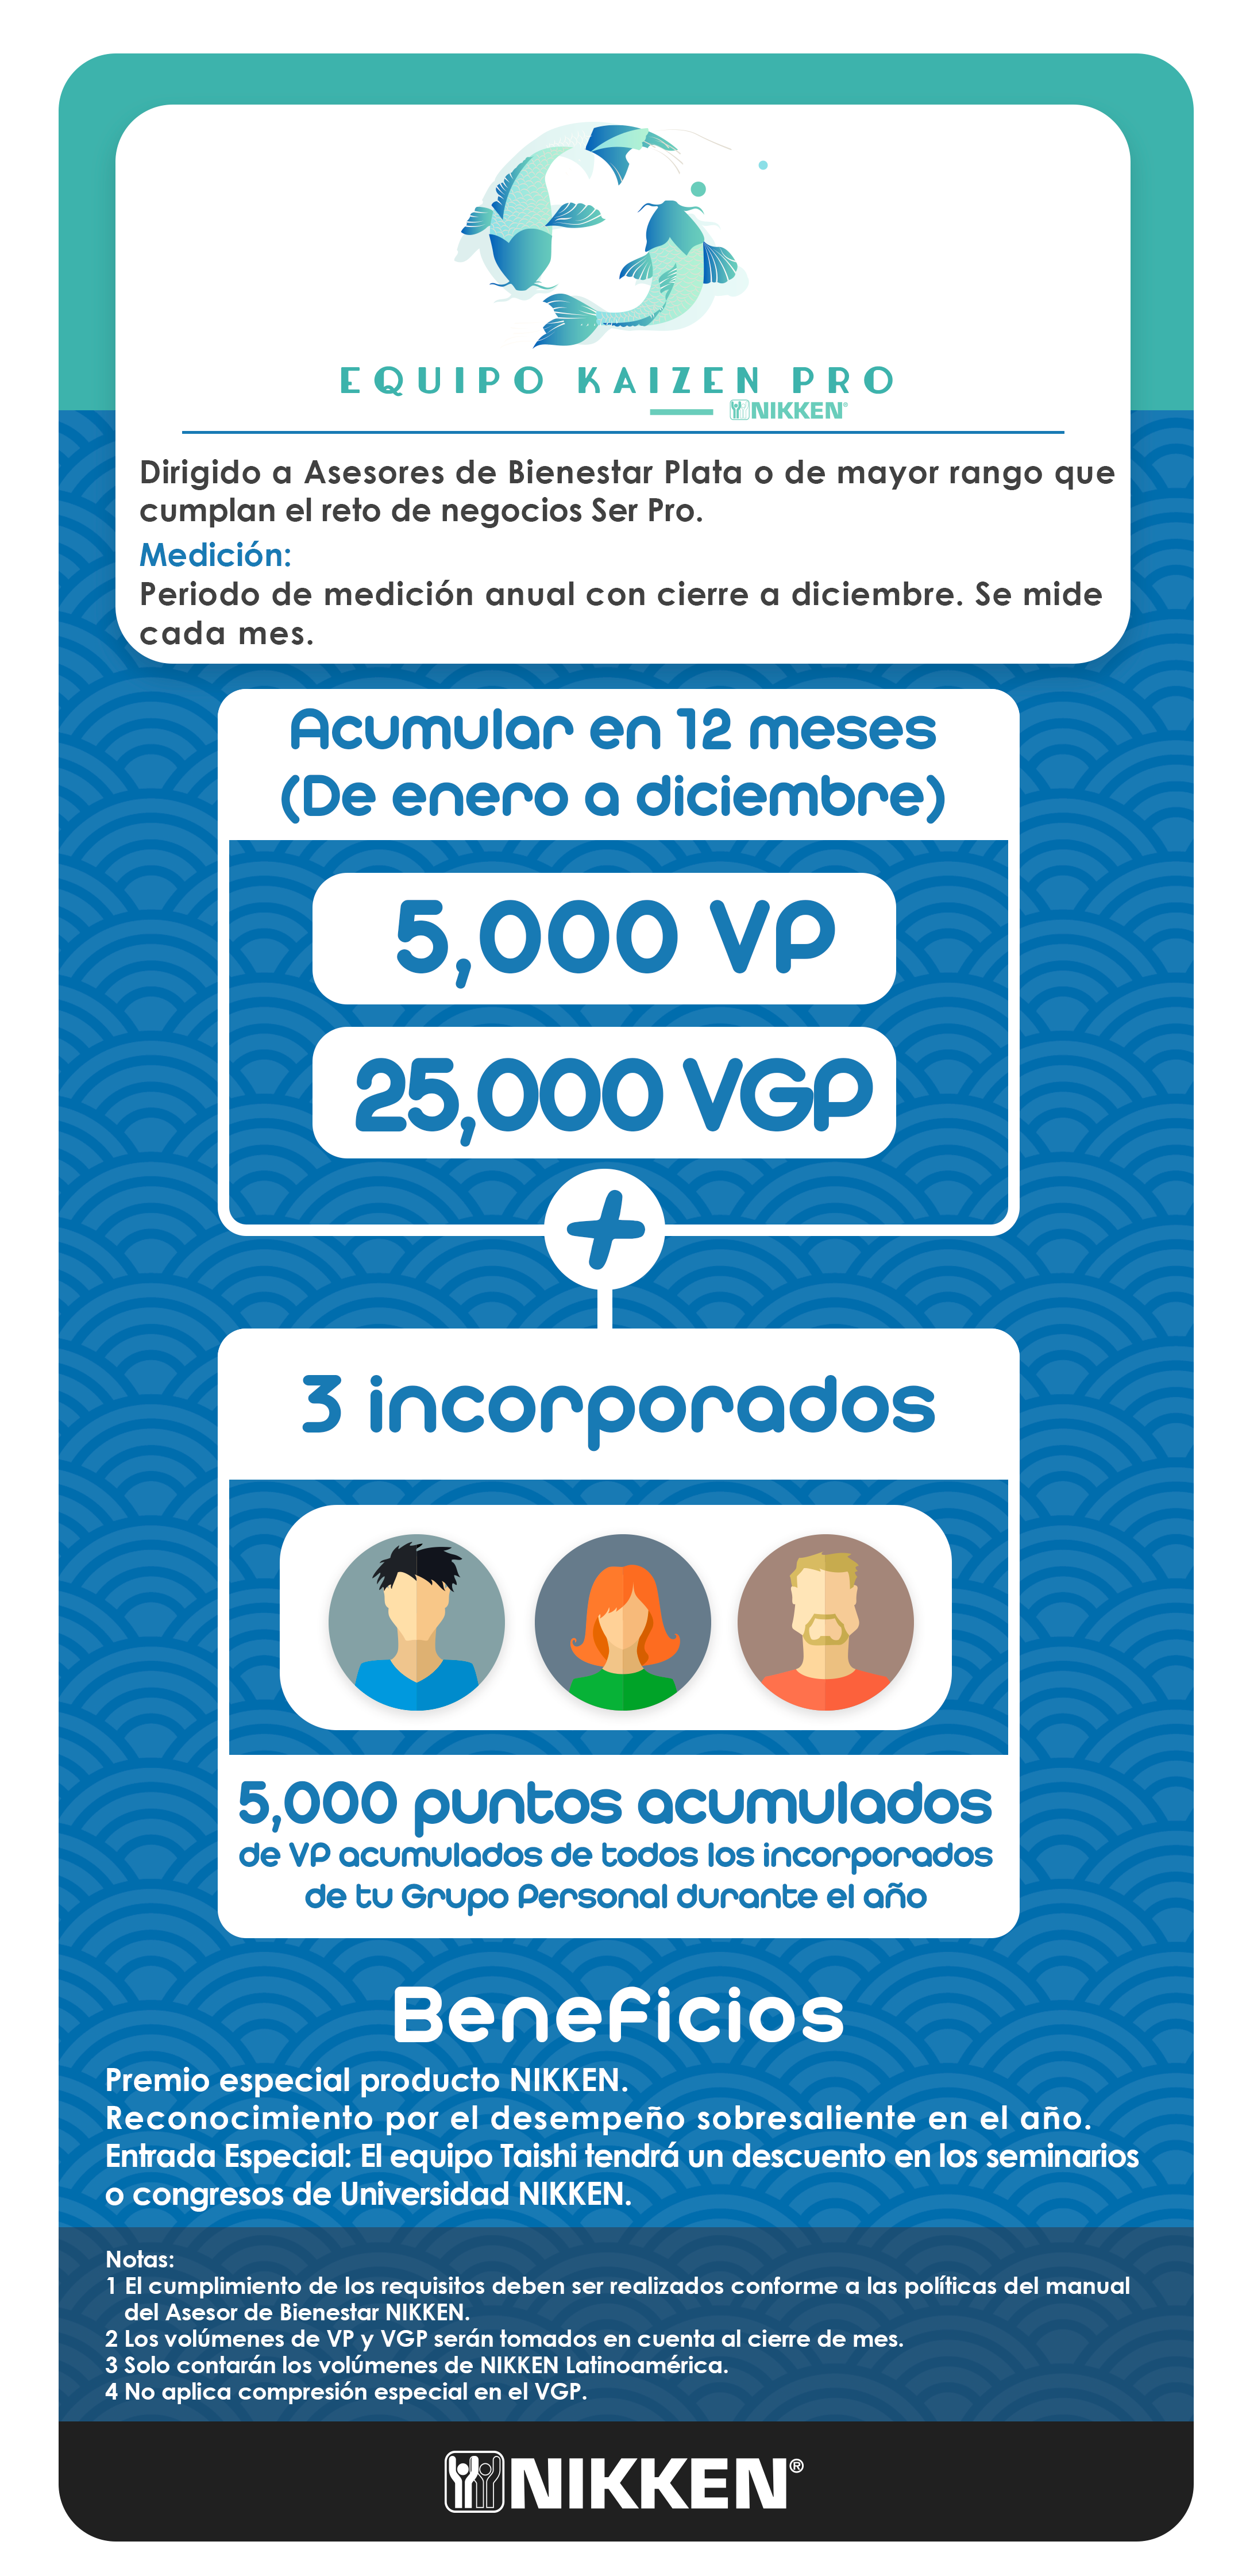 EQUIPO KAIZEN PRO
NIKKEN®
Dirigido a Asesores de Bienestar Plata o de mayor rango que
cumplan el reto de negocios Ser Pro.
Medición:
Periodo de medición anual con cierre a diciembre. Se mide
cada mes.
Acumular en 12 meses
(De enero a diciembre)
5,000 VP
25,000 VGP
+
3 incorporados
5,000 puntos acumulados
de VP acumulados de todos los incorporados
de tu Grupo Personal durante el año
Beneficios
Premio especial producto NIKKEN.
Reconocimiento por el desempeño sobresaliente en el año.
Entrada Especial: El equipo Taishi tendrá un descuento en los seminarios
o congresos de Universidad NIKKEN.
Notas:
1 El cumplimiento de los requisitos deben ser realizados conforme a las políticas del manual
del Asesor de Bienestar NIKKEN.
2 Los volúmenes de VP y VGP serán tomados en cuenta al cierre de mes.
3 Solo contarán los volúmenes de NIKKEN Latinoamérica.
4 No aplica compresión especial en el VGP.
NIKKEN®